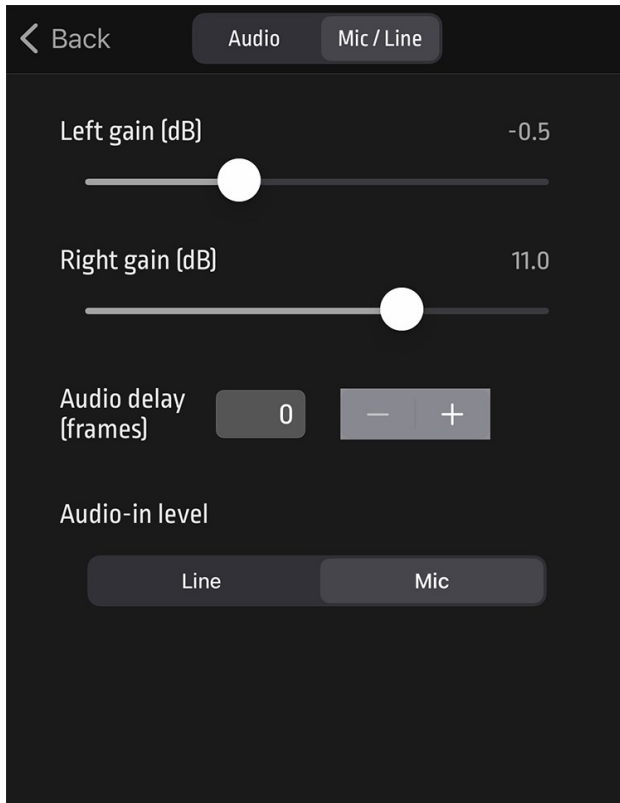 Back
Audio
Mic / Line
Left gain (dB)
-0.5
Right gain (dB)
11.0
Audio delay
(frames)
0
Audio-in level
Line
Mic